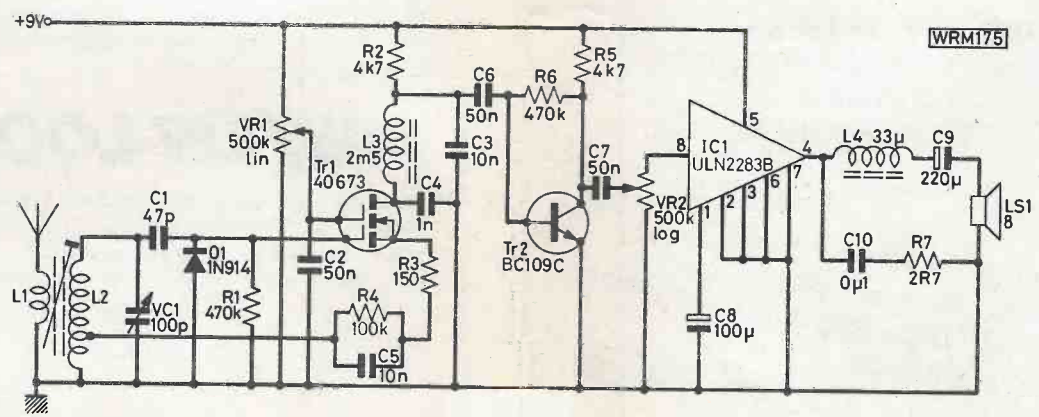 +9V
WRM175
R2
4k7
R5
4k7
C6
50n
R6
470k
VR1
500k
lin
L3
2m5
C3
10n
Tr1
40673
C4
1n
C7
50n
8
IC1
ULN2283B
5
4
L4 33μ
C9
220μ
1
2
3
6
7
VR2
500k
log
LS1
8
C1
47p
D1
1N914
C2
50n
R3
150
Tr2
BC109C
C10
0μ1
R7
2R7
L1
L2
VC1
100p
R1
470k
R4
100k
C5
10n
C8
100μ